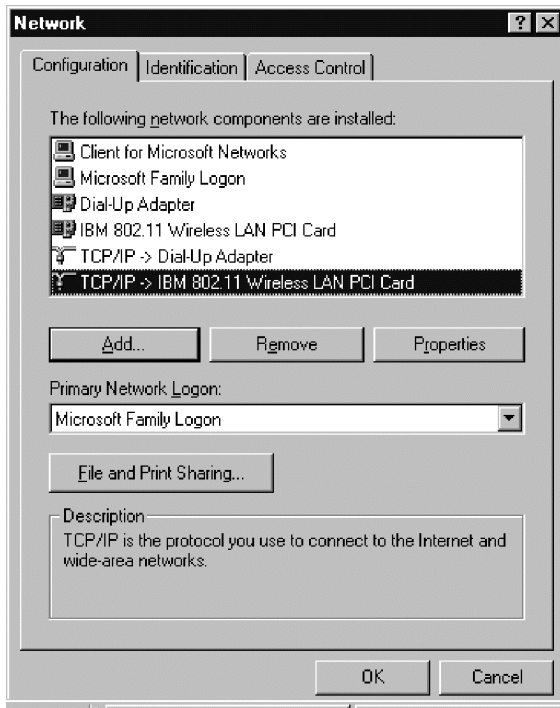 Network
Configuration
Identification
Access Control
The following network components are installed:
Client for Microsoft Networks
Microsoft Family Logon
Dial-Up Adapter
IBM 802.11 Wireless LAN PCI Card
TCP/IP -> Dial-Up Adapter
TCP/IP -> IBM 802.11 Wireless LAN PCI Card
Add...
Remove
Properties
Primary Network Logon:
Microsoft Family Logon
File and Print Sharing...
Description
TCP/IP is the protocol you use to connect to the Internet and
wide-area networks.
OK
Cancel